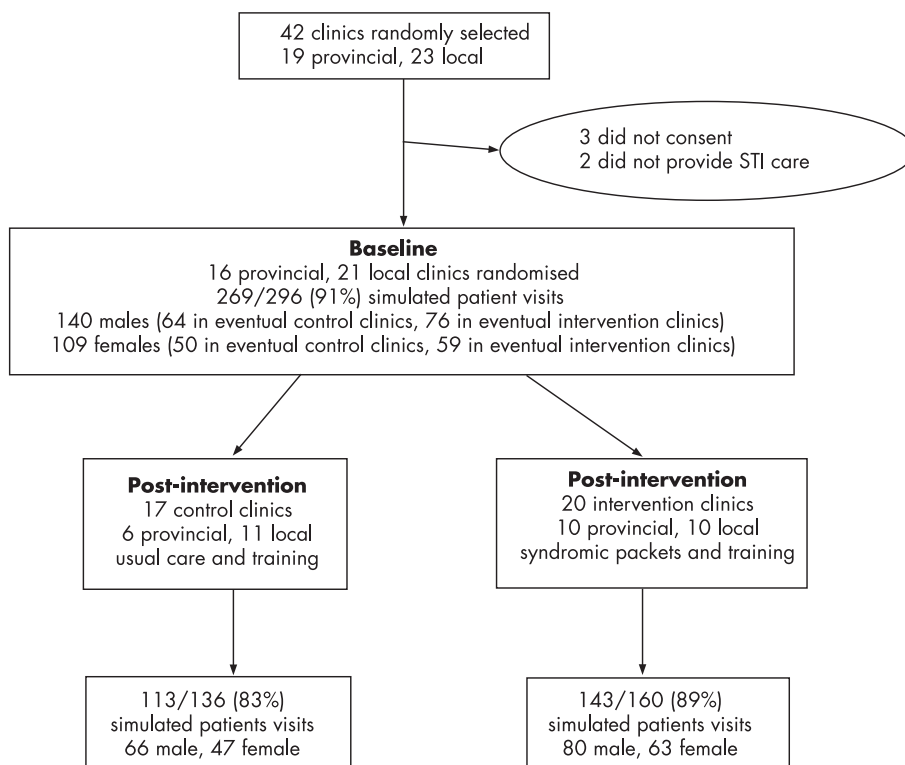 42 clinics randomly selected
19 provincial, 23 local
3 did not consent
2 did not provide STI care
Baseline
16 provincial, 21 local clinics randomised
269/296 (91%) simulated patient visits
140 males (64 in eventual control clinics, 76 in eventual intervention clinics)
109 females (50 in eventual control clinics, 59 in eventual intervention clinics)
Post-intervention
17 control clinics
6 provincial, 11 local
usual care and training
Post-intervention
20 intervention clinics
10 provincial, 10 local
syndromic packets and training
113/136 (83%)
simulated patients visits
66 male, 47 female
143/160 (89%)
simulated patients visits
80 male, 63 female